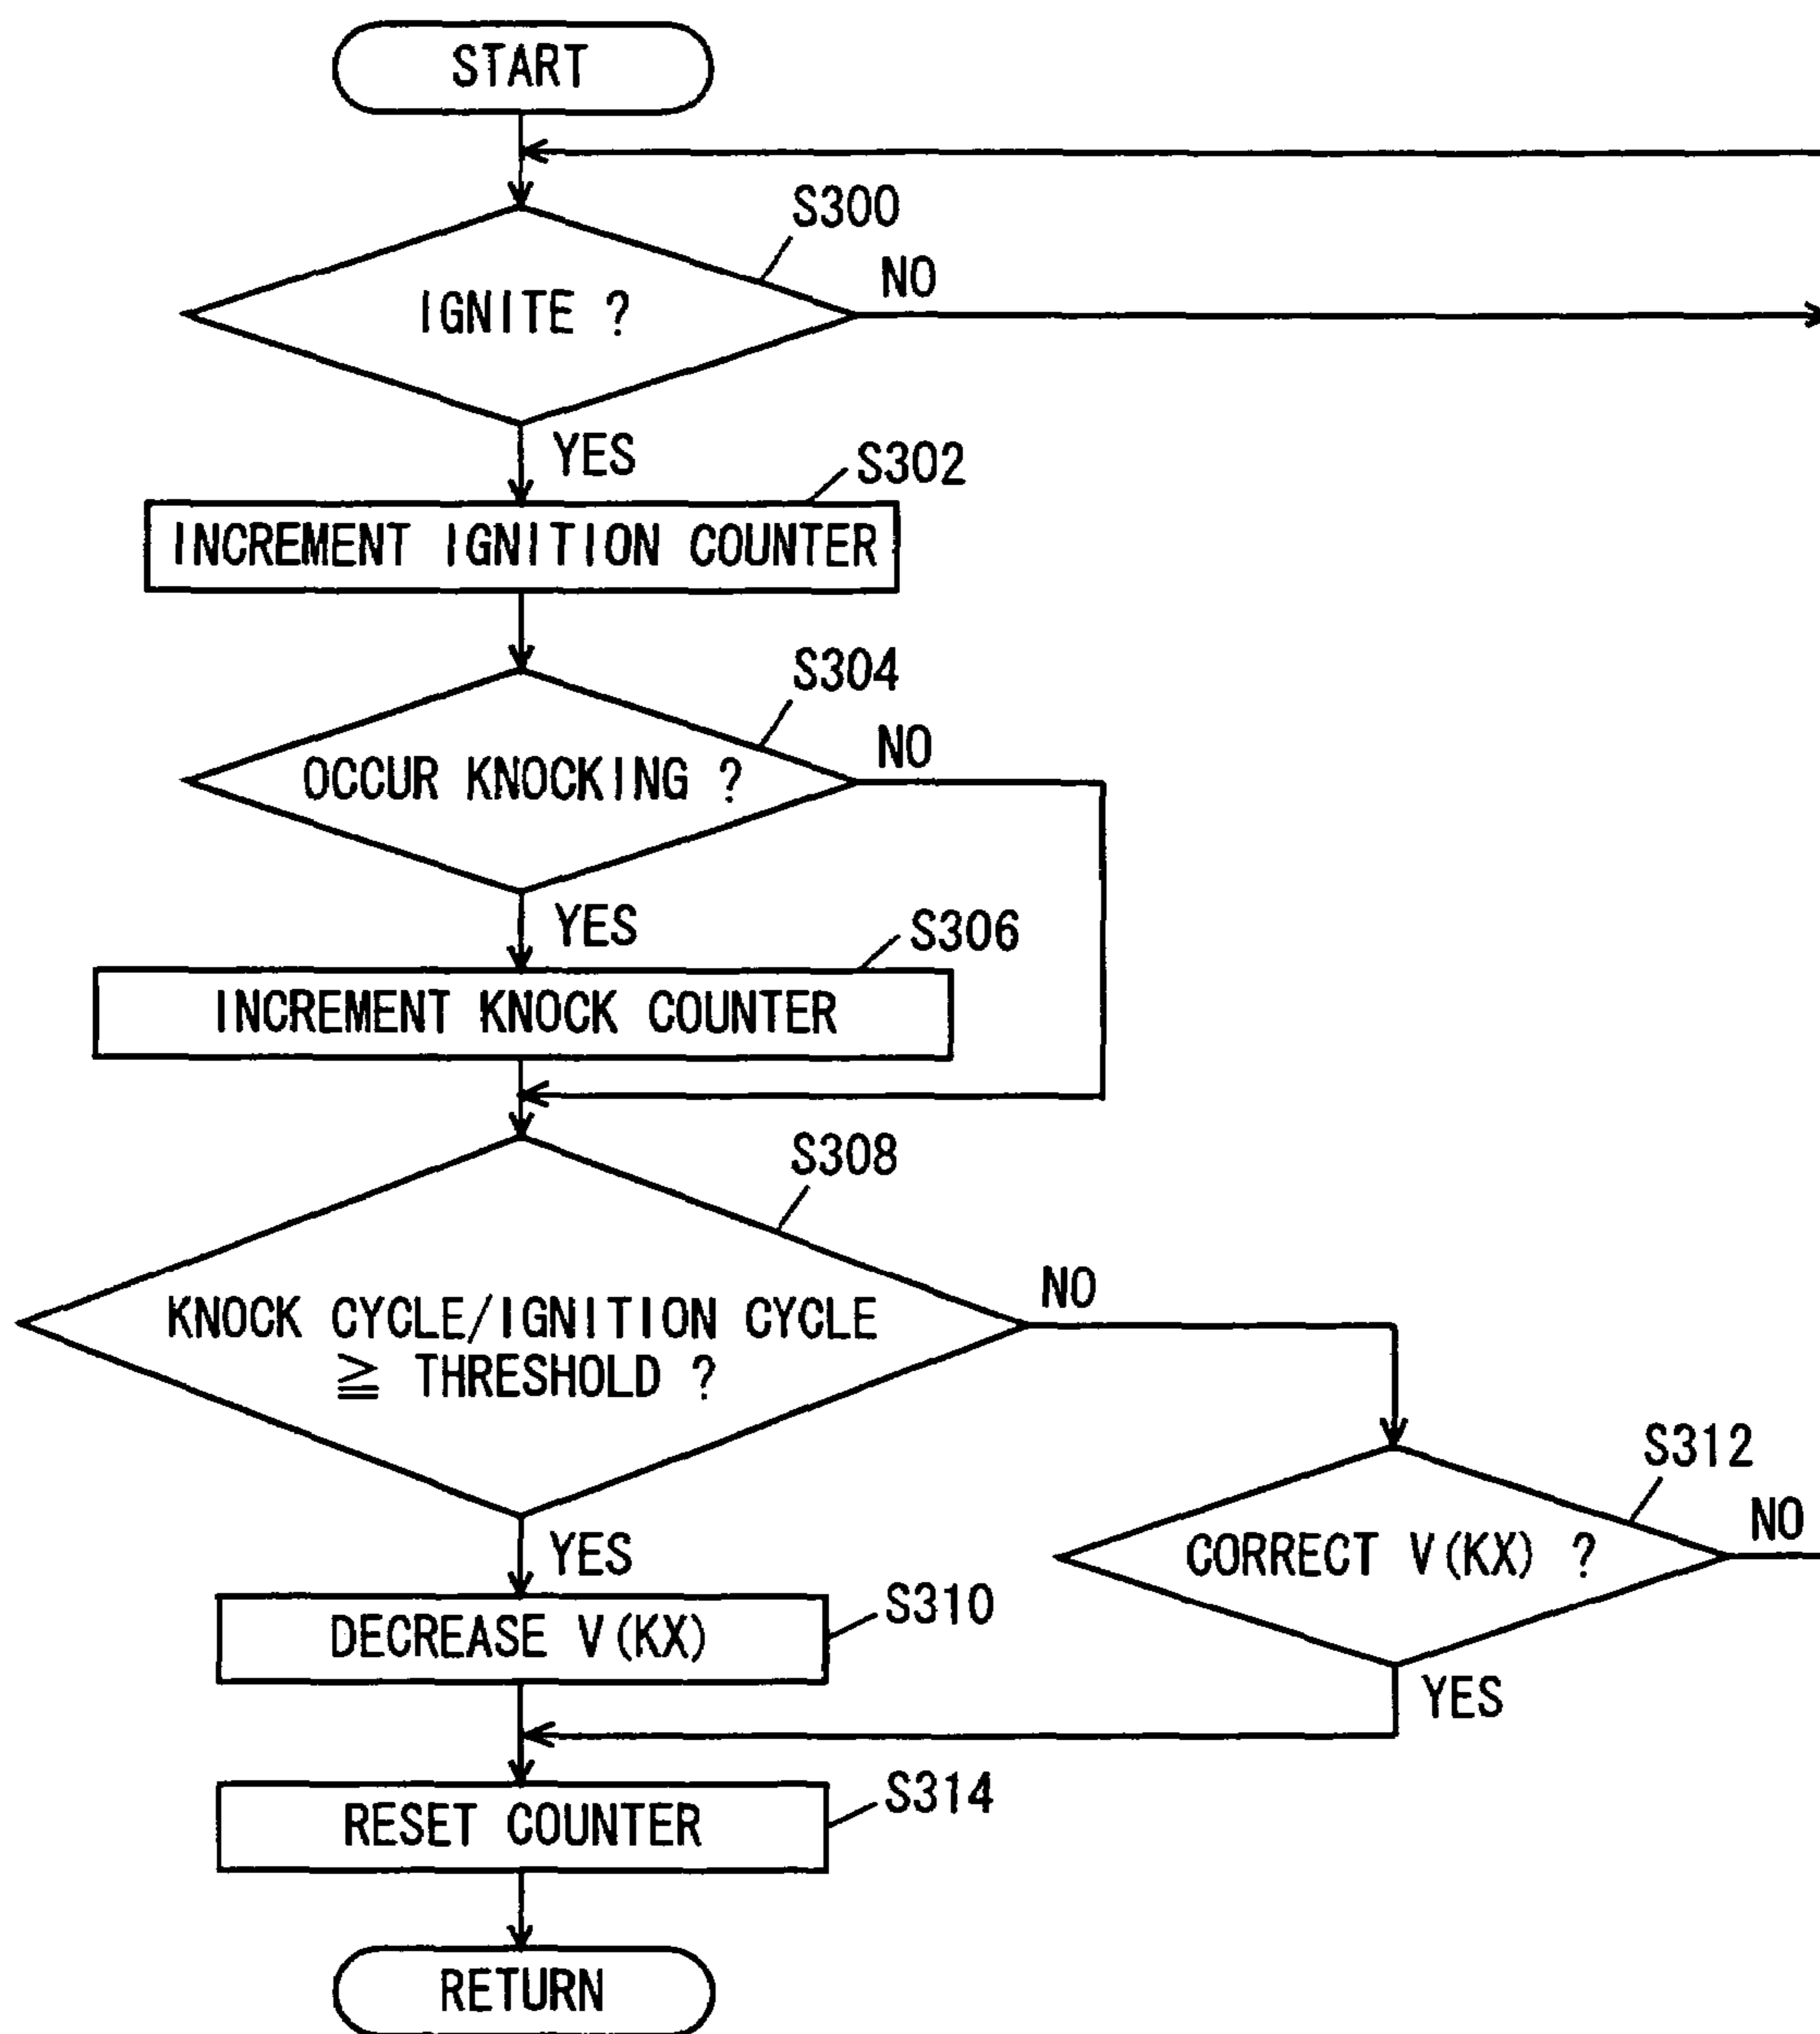 START
S300
IGNITE ?
NO
YES
S302
INCREMENT IGNITION COUNTER
S304
OCCUR KNOCKING ?
NO
YES
S306
INCREMENT KNOCK COUNTER
S308
KNOCK CYCLE/IGNITION CYCLE
≧ THRESHOLD ?
NO
YES
S312
CORRECT V(KX) ?
NO
YES
S310
DECREASE V(KX)
S314
RESET COUNTER
RETURN